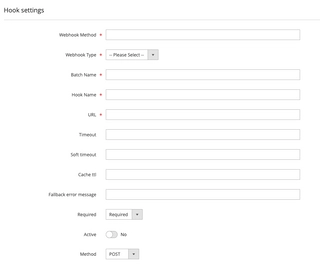 Hook settings
Webhook Method *
Webhook Type * -- Please Select --
Batch Name *
Hook Name *
URL *
Timeout
Soft timeout
Cache ttl
Fallback error message
Required Required
Active No
Method POST